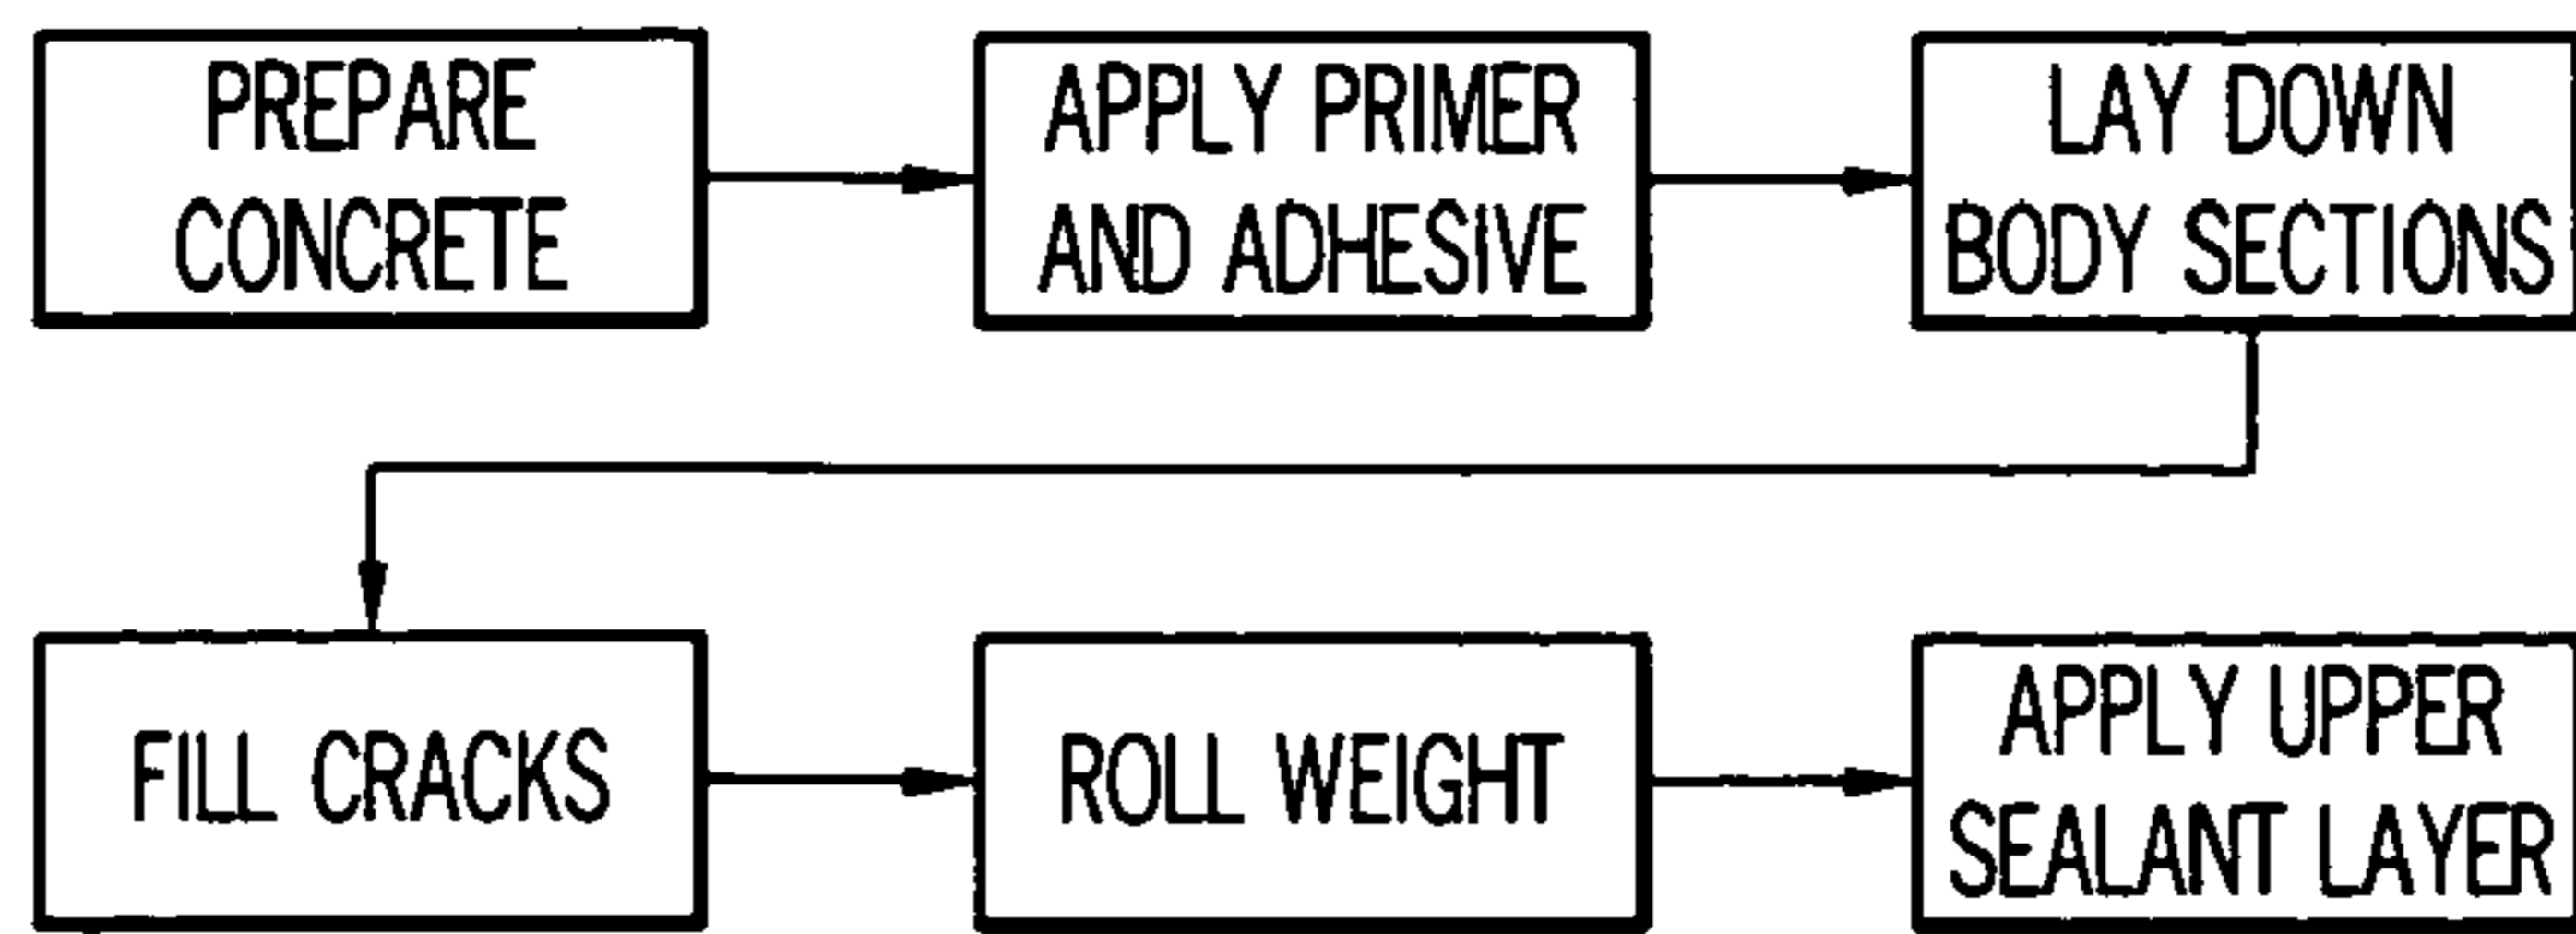 PREPARE
CONCRETE
APPLY PRIMER
AND ADHESIVE
LAY DOWN
BODY SECTIONS
FILL CRACKS
ROLL WEIGHT
APPLY UPPER
SEALANT LAYER